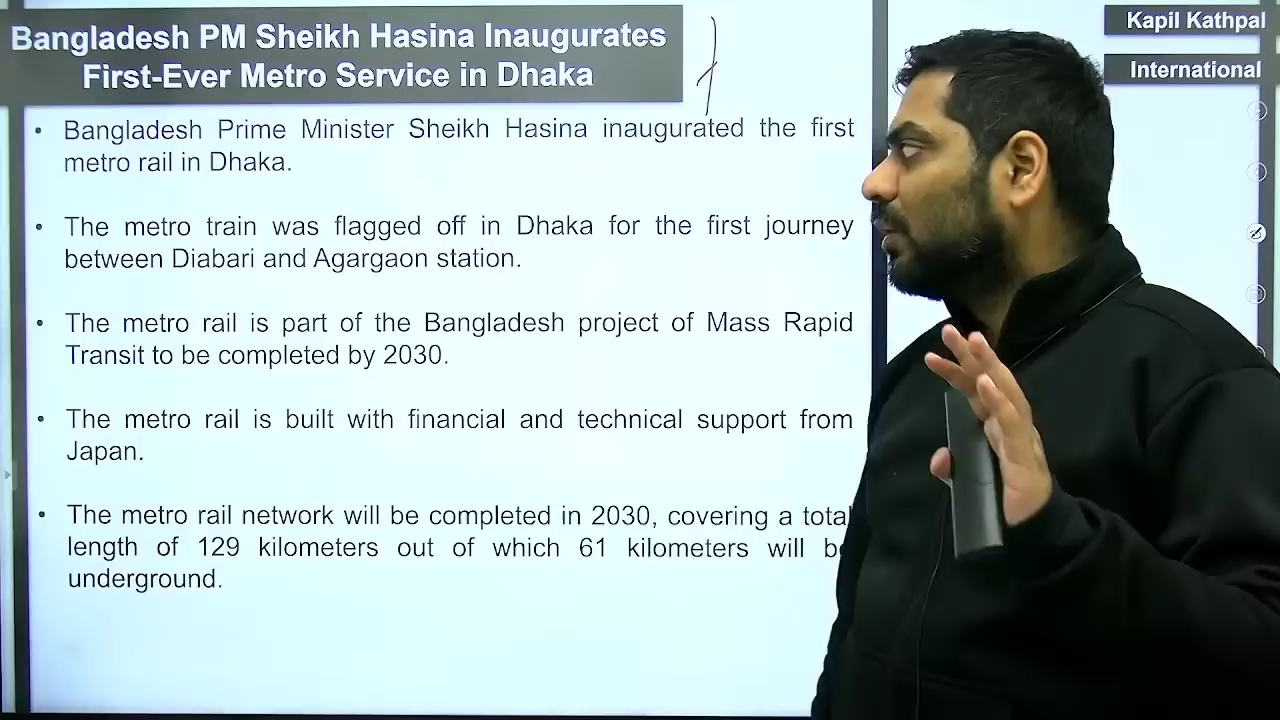 Bangladesh PM Sheikh Hasina Inaugurates
First-Ever Metro Service in Dhaka
Kapil Kathpal
International
• Bangladesh Prime Minister Sheikh Hasina inaugurated the first
metro rail in Dhaka.
• The metro train was flagged off in Dhaka for the first journey
between Diabari and Agargaon station.
• The metro rail is part of the Bangladesh project of Mass Rapid
Transit to be completed by 2030.
• The metro rail is built with financial and technical support from
Japan.
• The metro rail network will be completed in 2030, covering a total
length of 129 kilometers out of which 61 kilometers will be
underground.